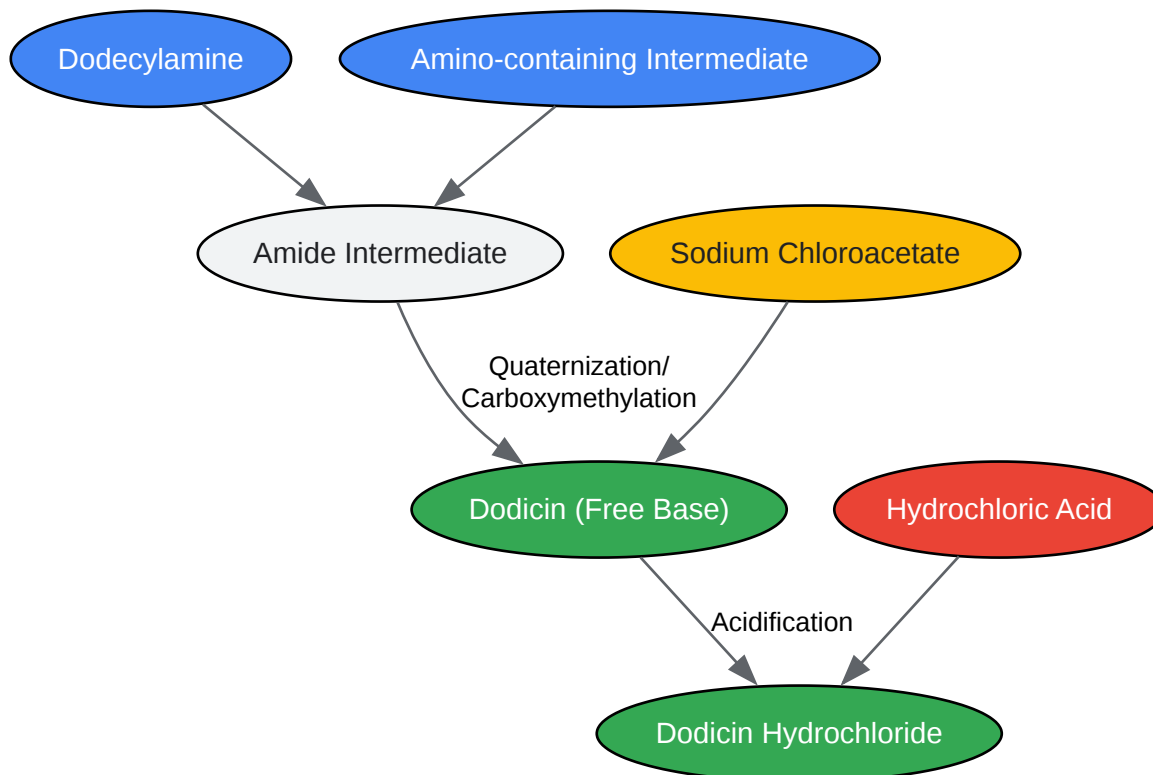 Dodecylamine
Amino-containing Intermediate
Amide Intermediate
Sodium Chloroacetate
Quaternization/
Carboxymethylation
Dodicin (Free Base)
Hydrochloric Acid
Acidification
Dodicin Hydrochloride